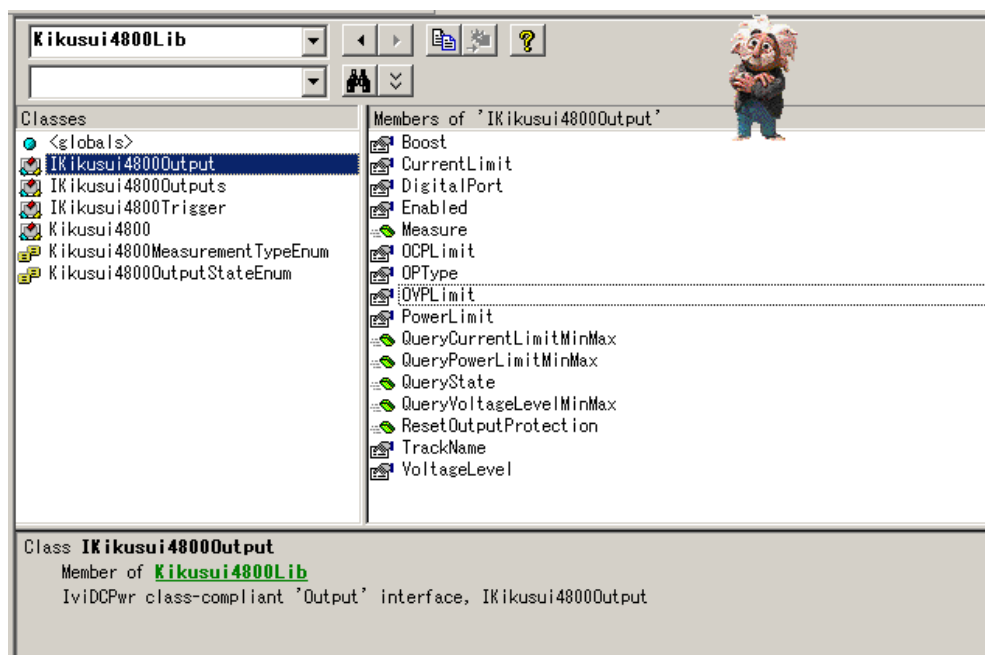 Kikusui4800Lib
Classes
<globals>
IKikusui4800Output
IKikusui4800Outputs
IKikusui4800Trigger
Kikusui4800
Kikusui4800MeasurementTypeEnum
Kikusui4800OutputStateEnum
Members of 'IKikusui4800Output'
Boost
CurrentLimit
DigitalPort
Enabled
Measure
OCPLimit
OPType
OVPLimit
PowerLimit
QueryCurrentLimitMinMax
QueryPowerLimitMinMax
QueryState
QueryVoltageLevelMinMax
ResetOutputProtection
TrackName
VoltageLevel
Class IKikusui4800Output
Member of Kikusui4800Lib
IviDCPwr class-compliant 'Output' interface, IKikusui4800Output